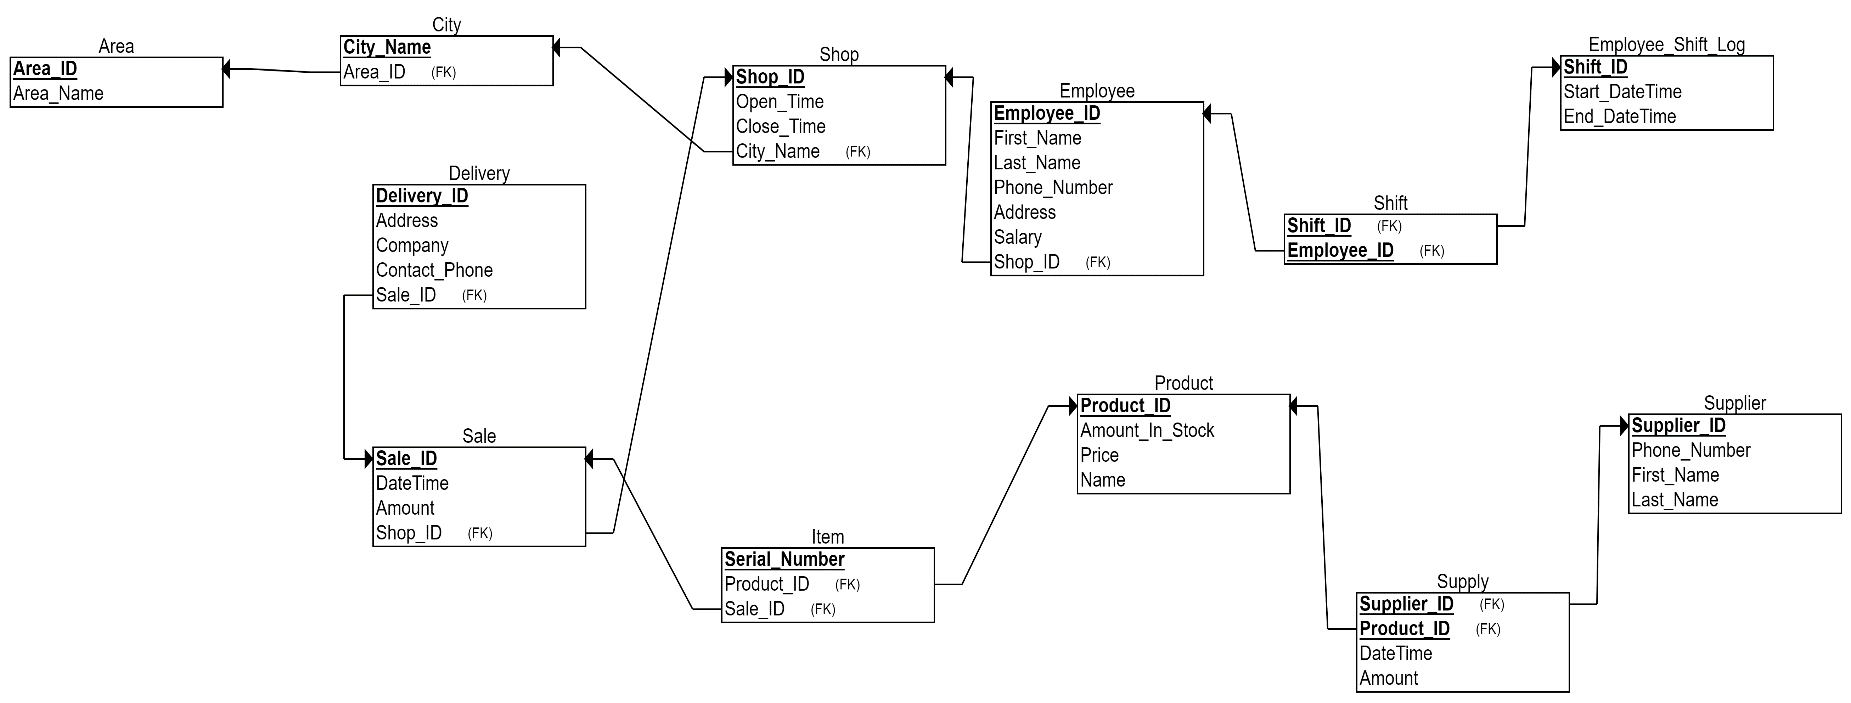 Area
Area_ID
Area_Name
City
City_Name
Area_ID (FK)
Shop
Shop_ID
Open_Time
Close_Time
City_Name (FK)
Employee
Employee_ID
First_Name
Last_Name
Phone_Number
Address
Salary
Shop_ID (FK)
Employee_Shift_Log
Shift_ID
Start_DateTime
End_DateTime
Shift
Shift_ID (FK)
Employee_ID (FK)
Delivery
Delivery_ID
Address
Company
Contact_Phone
Sale_ID (FK)
Sale
Sale_ID
DateTime
Amount
Shop_ID (FK)
Item
Serial_Number
Product_ID (FK)
Sale_ID (FK)
Product
Product_ID
Amount_In_Stock
Price
Name
Supplier
Supplier_ID
Phone_Number
First_Name
Last_Name
Supply
Supplier_ID (FK)
Product_ID (FK)
DateTime
Amount